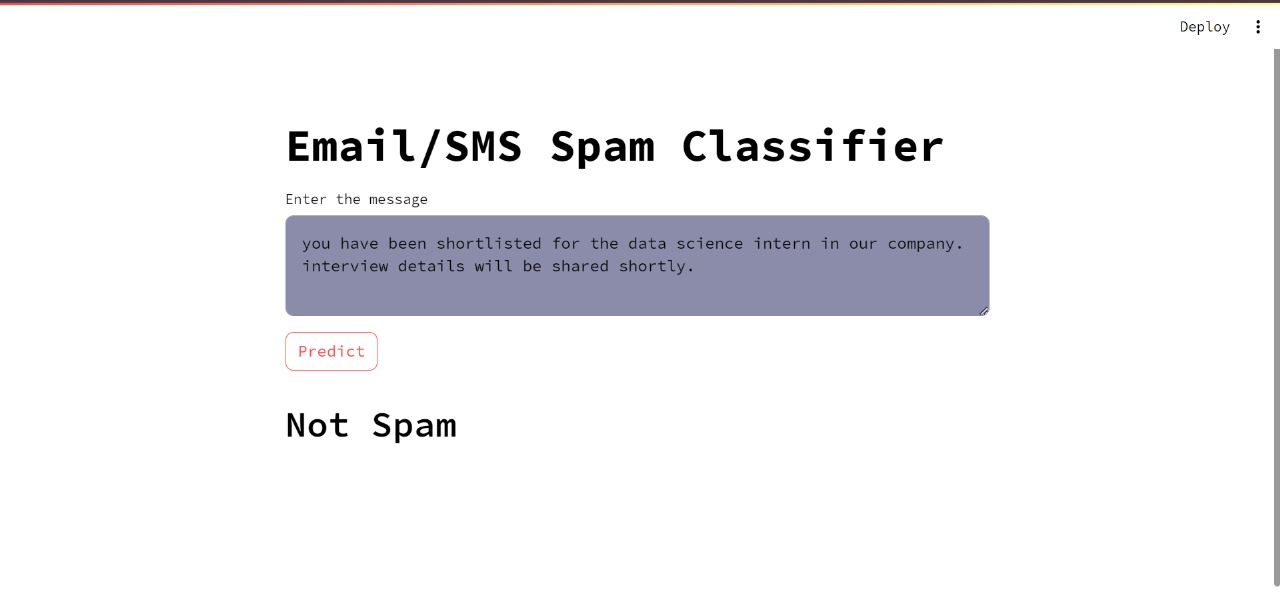 Deploy
Email/SMS Spam Classifier
Enter the message
you have been shortlisted for the data science intern in our company.
interview details will be shared shortly.
Predict
Not Spam